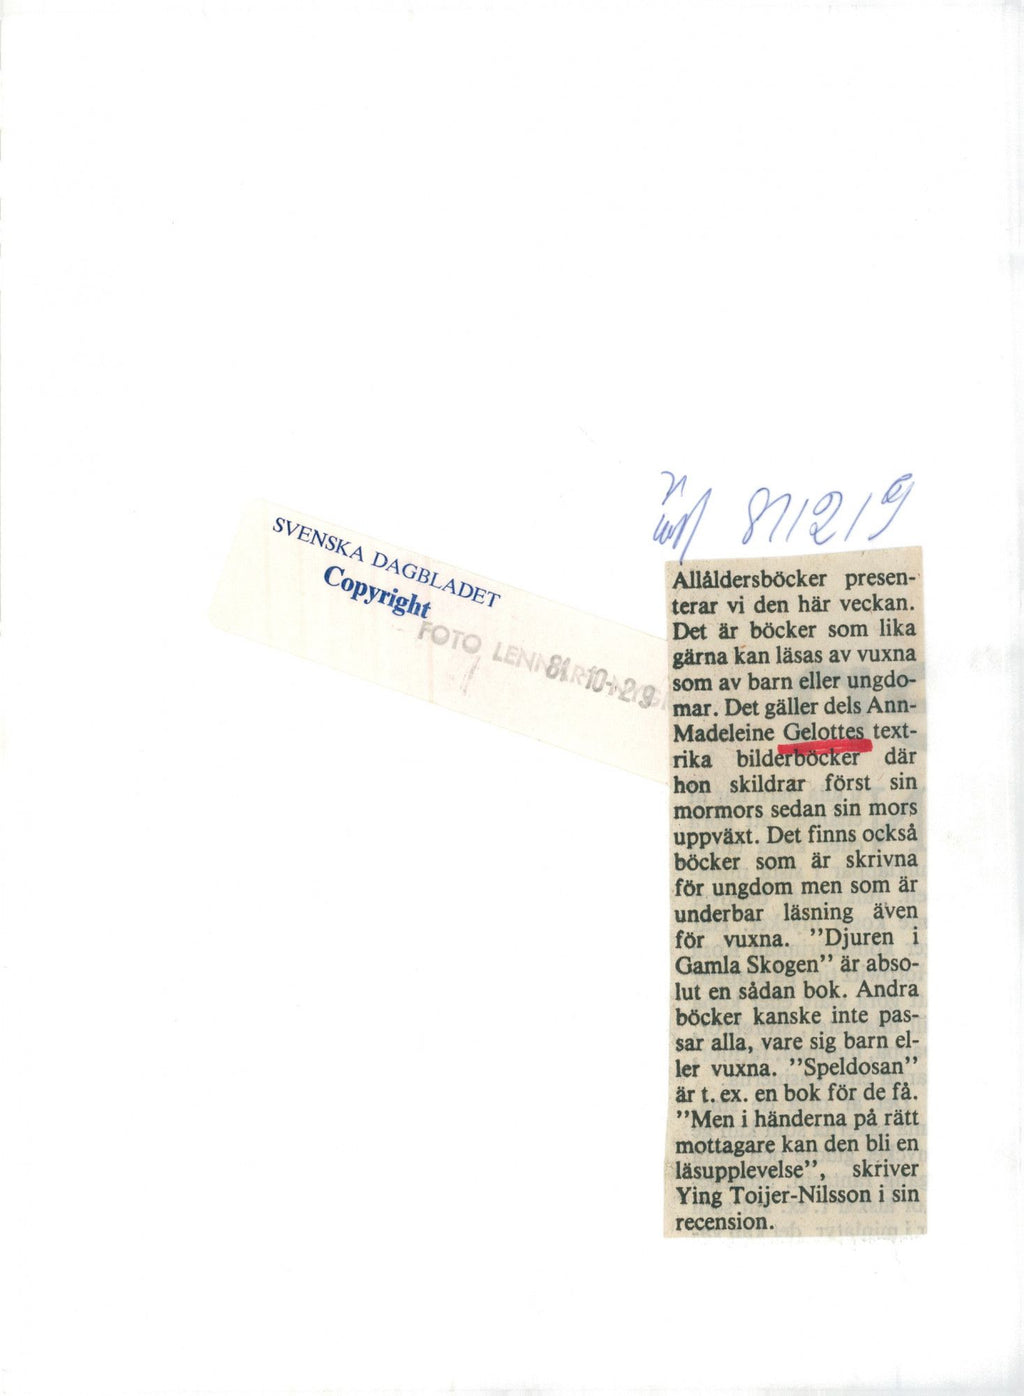 811219
SVENSKA DAGBLADET
Copyright
FOTO
81-10-29
Allåldersböcker presen-
terar vi den här veckan.
Det är böcker som lika
gärna kan läsas av vuxna
som av barn eller ungdo-
mar. Det gäller dels Ann-
Madeleine Gelottes text-
rika bilderböcker där
hon skildrar först sin
mormors sedan sin mors
uppväxt. Det finns också
böcker som är skrivna
för ungdom men som är
underbar läsning även
för vuxna. ”Djuren i
Gamla Skogen” är abso-
lut en sådan bok. Andra
böcker kanske inte pas-
sar alla, vare sig barn el-
ler vuxna. ”Speldosan”
är t. ex. en bok för de få.
”Men i händerna på rätt
mottagare kan den bli en
läsupplevelse”, skriver
Ying Toijer-Nilsson i sin
recension.